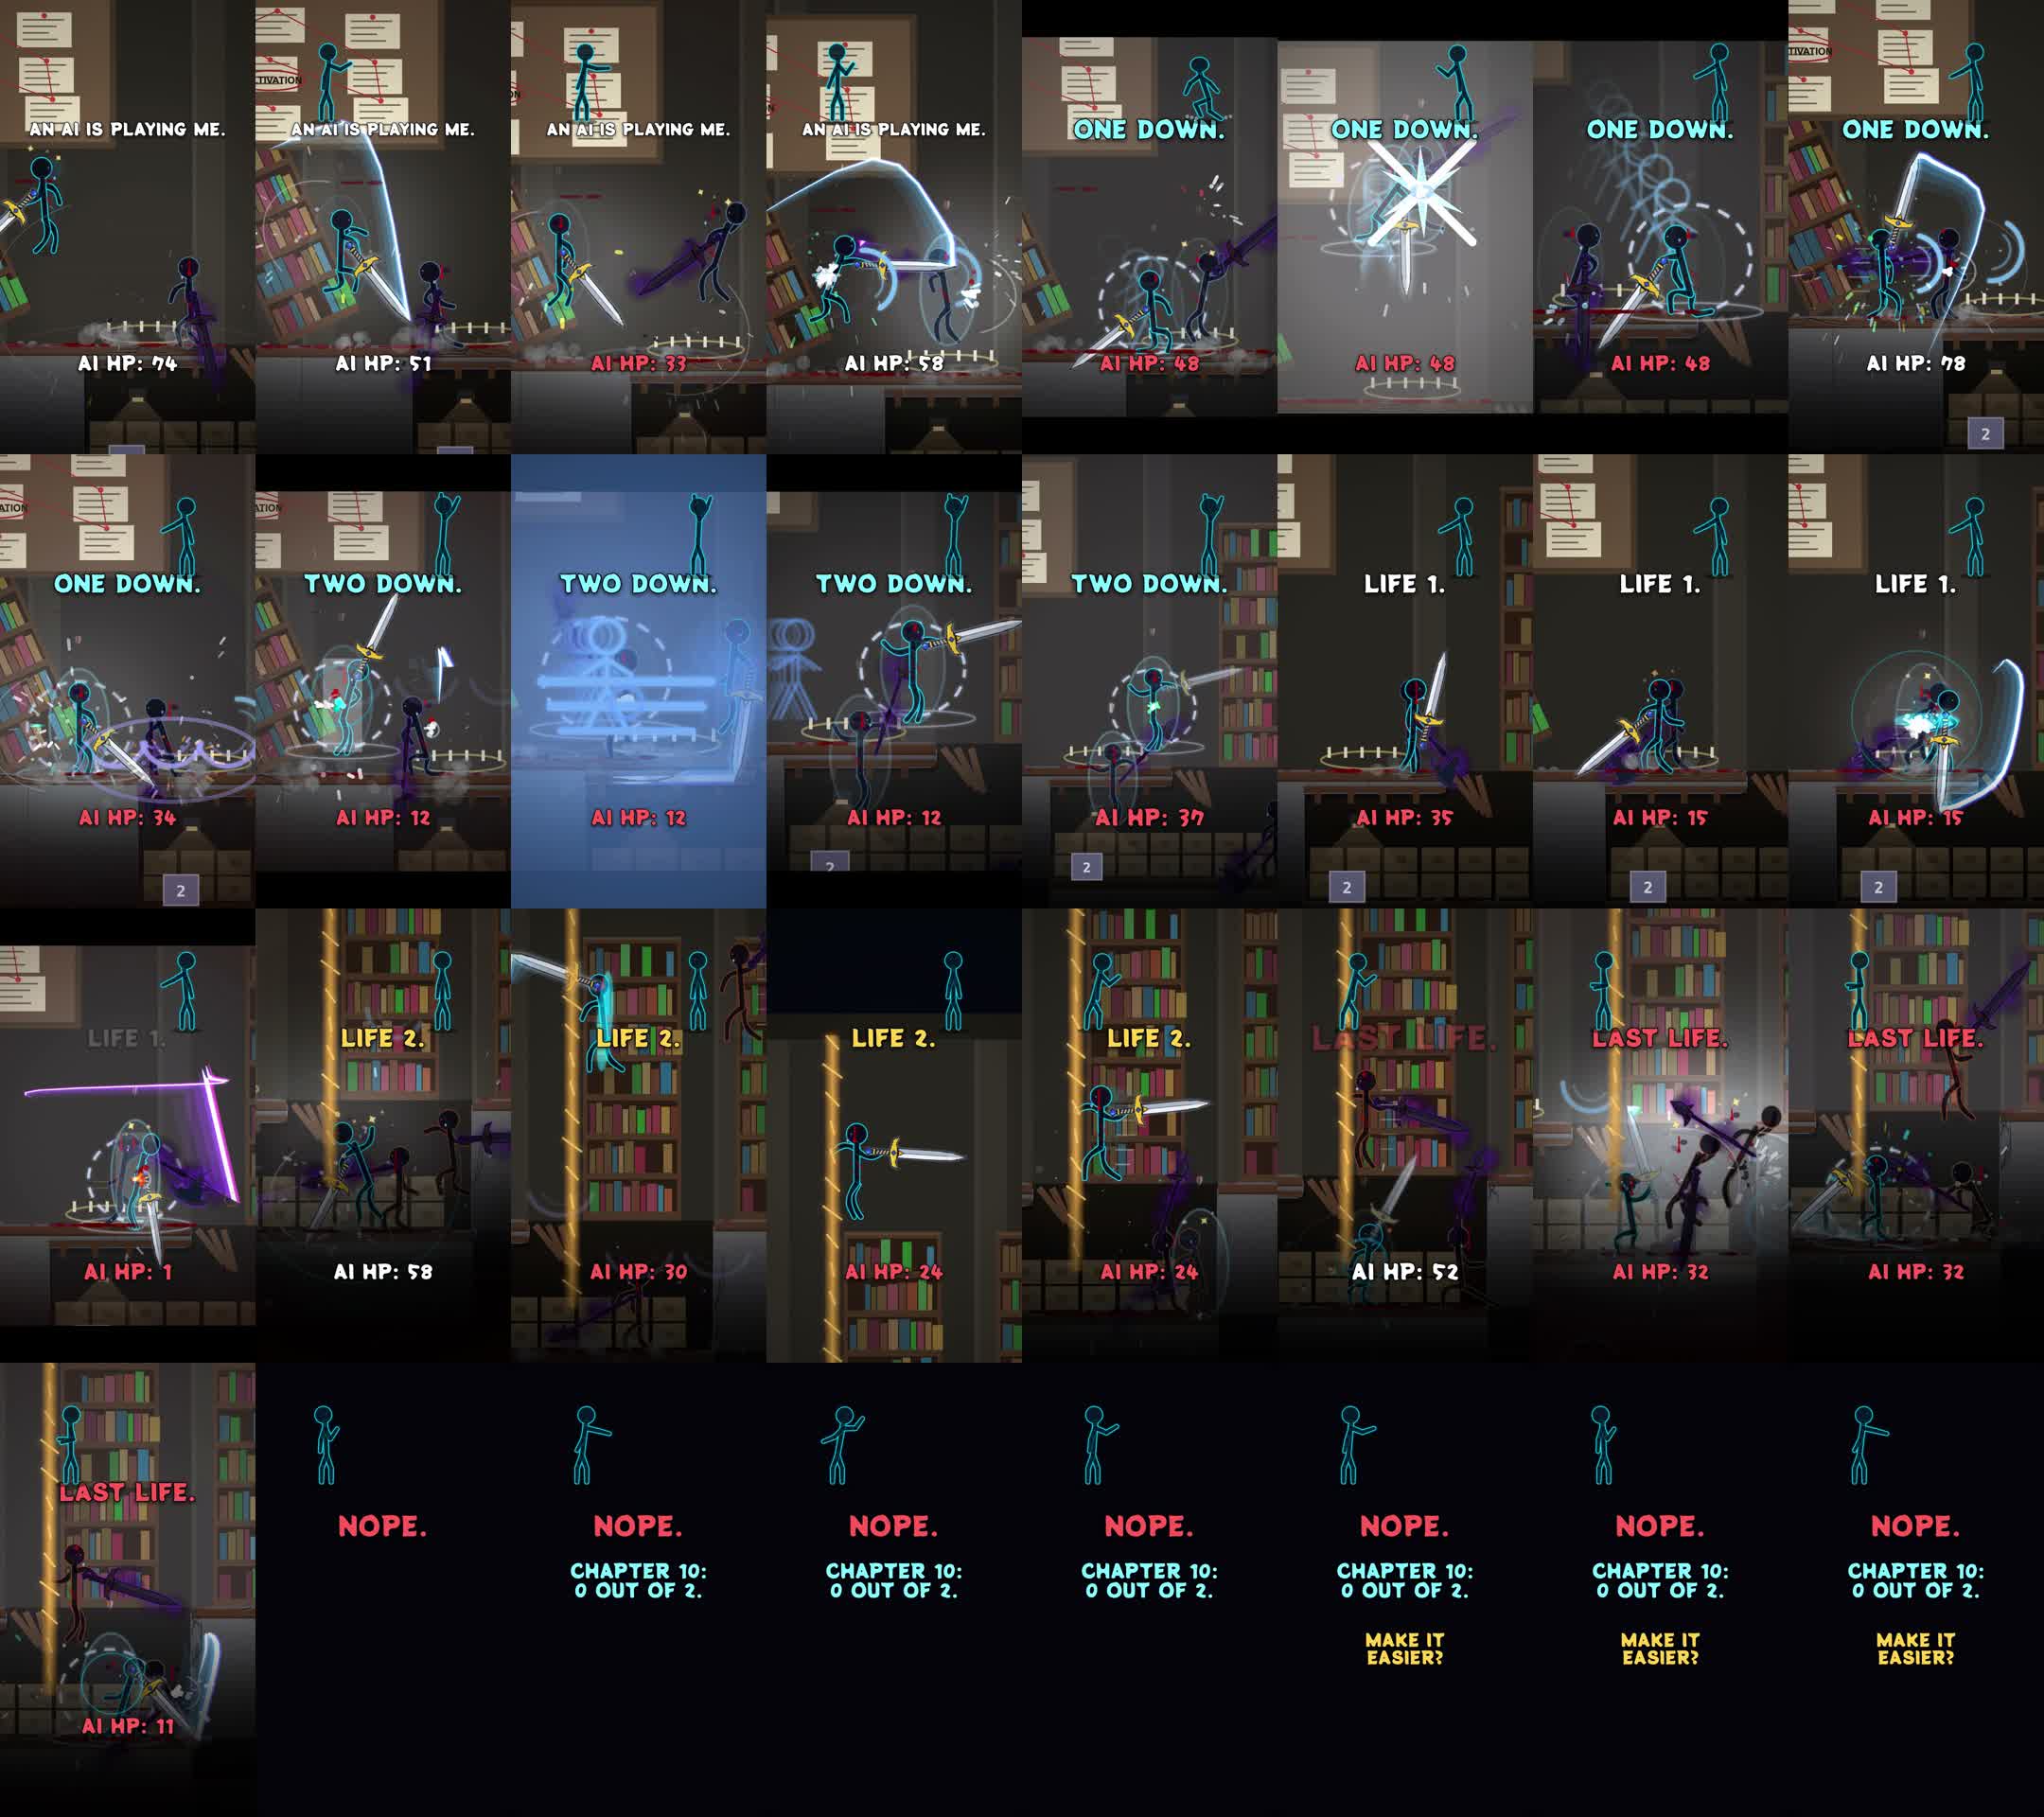 AN AI IS PLAYING ME.
AI HP: 74
TIVATION
AN AI IS PLAYING ME.
AI HP: 51
AN AI IS PLAYING ME.
AI HP: 33
AN AI IS PLAYING ME.
AI HP: 58
ONE DOWN.
AI HP: 48
ONE DOWN.
AI HP: 48
ONE DOWN.
AI HP: 48
TIVATION
ONE DOWN.
AI HP: 78
2
ATION
ONE DOWN.
AI HP: 34
2
ATION
TWO DOWN.
AI HP: 12
TWO DOWN.
AI HP: 12
TWO DOWN.
AI HP: 12
2
TWO DOWN.
AI HP: 37
2
LIFE 1.
AI HP: 35
2
LIFE 1.
AI HP: 15
2
LIFE 1.
AI HP: 15
2
LIFE 1.
AI HP: 1
LIFE 2.
AI HP: 58
LIFE 2.
AI HP: 30
LIFE 2.
AI HP: 24
LIFE 2.
AI HP: 24
LAST LIFE.
AI HP: 52
LAST LIFE.
AI HP: 32
LAST LIFE.
AI HP: 32
LAST LIFE.
AI HP: 11
NOPE.
NOPE.
CHAPTER 10:
0 OUT OF 2.
NOPE.
CHAPTER 10:
0 OUT OF 2.
NOPE.
CHAPTER 10:
0 OUT OF 2.
NOPE.
CHAPTER 10:
0 OUT OF 2.
MAKE IT
EASIER?
NOPE.
CHAPTER 10:
0 OUT OF 2.
MAKE IT
EASIER?
NOPE.
CHAPTER 10:
0 OUT OF 2.
MAKE IT
EASIER?